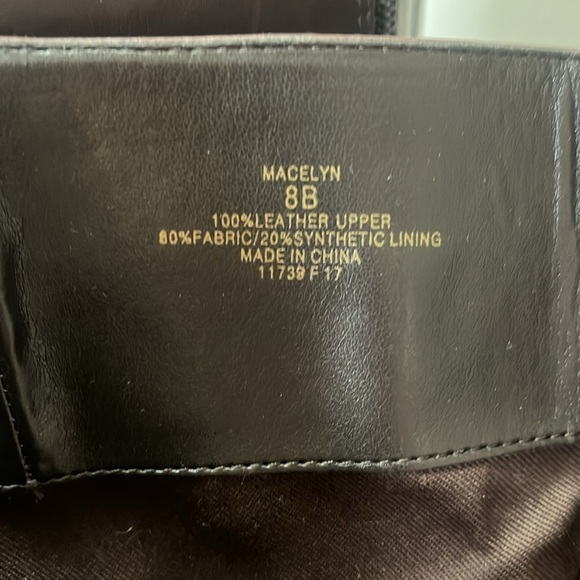 MACELYN
8B
100%LEATHER UPPER
80%FABRIC/20%SYNTHETIC LINING
MADE IN CHINA
11739 F 17